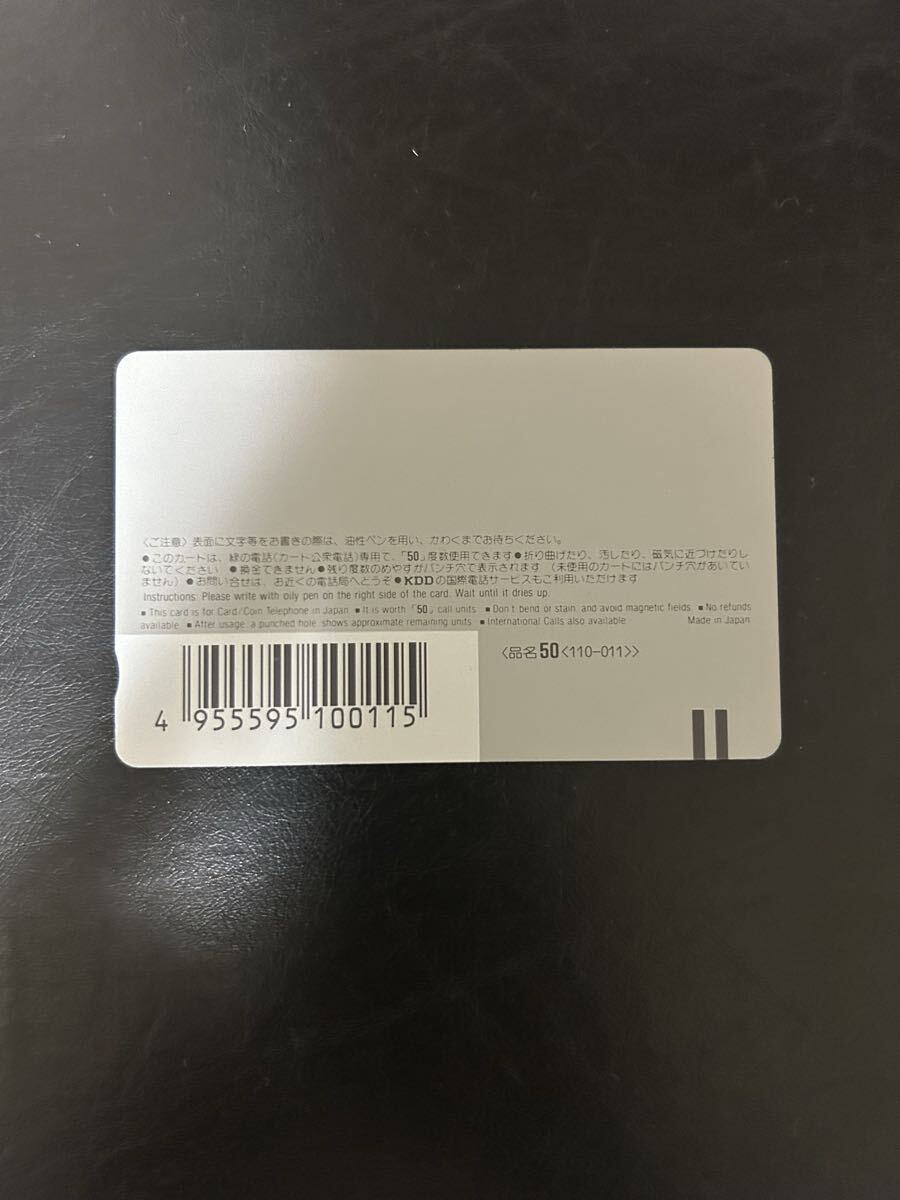 〈ご注意〉表面に文字等をお書きの際は、油性ペンを用い、かわくまでお待ちください。
●このカードは、緑の電話(カード公衆電話)専用で、「50」度数使用できます●折り曲げたり、汚したり、磁気に近づけたりし
ないでください ●換金できません●残り度数のめやすがパンチ穴で表示されます (未使用のカードにはパンチ穴があいてい
ません)●お問い合せは、お近くの電話局へどうぞ●KDDの国際電話サービスもご利用いただけます
Instructions: Please write with oily pen on the right side of the card. Wait until it dries up.
■ This card is for Card/Coin Telephone in Japan ■ It is worth「50」call units ■ Don't bend or stain, and avoid magnetic fields. ■ No refunds
available. ■ After usage, a punched hole, shows approximate remaining units ■ International Calls also available
Made in Japan
〈品名50〈110-011〉〉
4 955595 100115